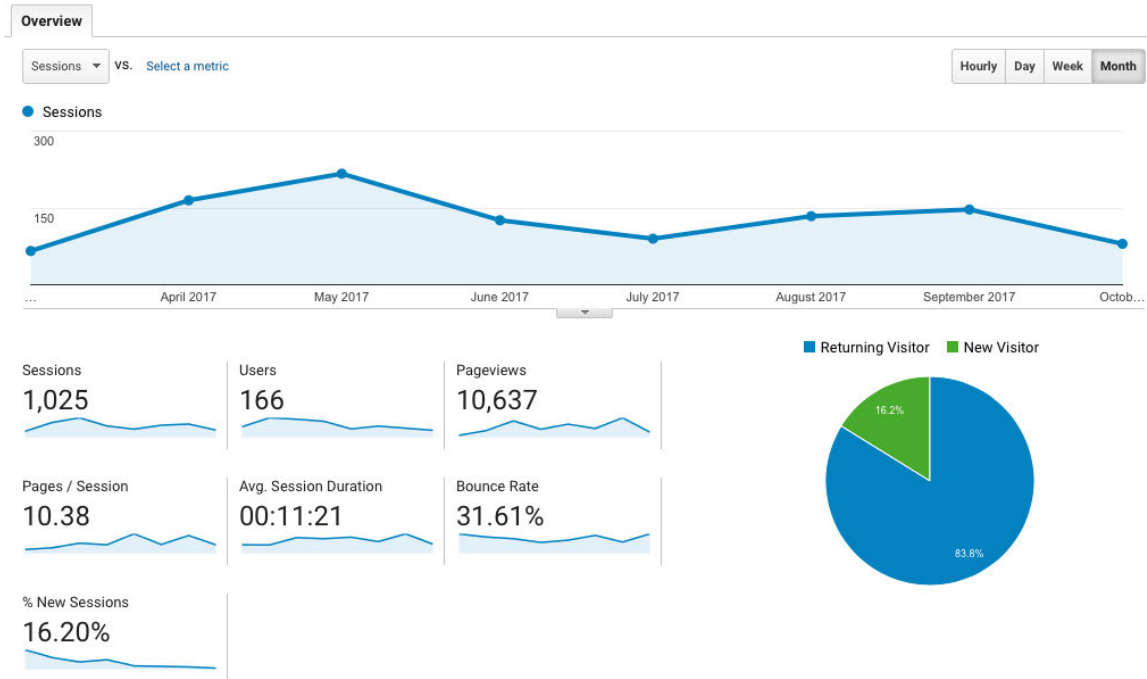 Overview
Sessions VS. Select a metric Hourly Day Week Month
Sessions
300
150
... April 2017 May 2017 June 2017 July 2017 August 2017 September 2017 Octob...
Returning Visitor New Visitor
Sessions Users Pageviews
1,025 166 10,637
16.2%
Pages / Session Avg. Session Duration Bounce Rate
10.38 00:11:21 31.61%
83.8%
% New Sessions
16.20%